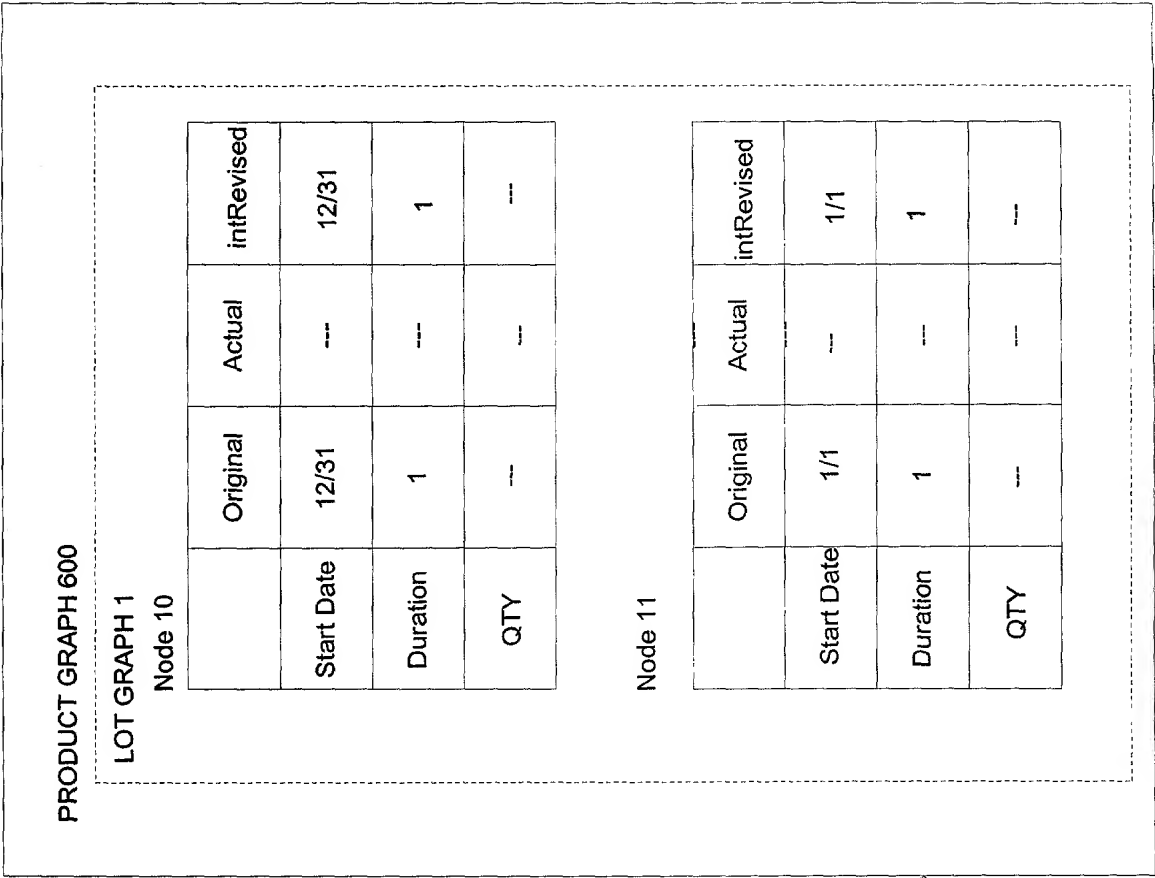 PRODUCT GRAPH 600
LOT GRAPH 1
Node 10
Original Actual intRevised
Start Date 12/31 --- 12/31
Duration 1 --- 1
QTY --- --- ---
Node 11
Original Actual intRevised
Start Date 1/1 --- 1/1
Duration 1 --- 1
QTY --- --- ---